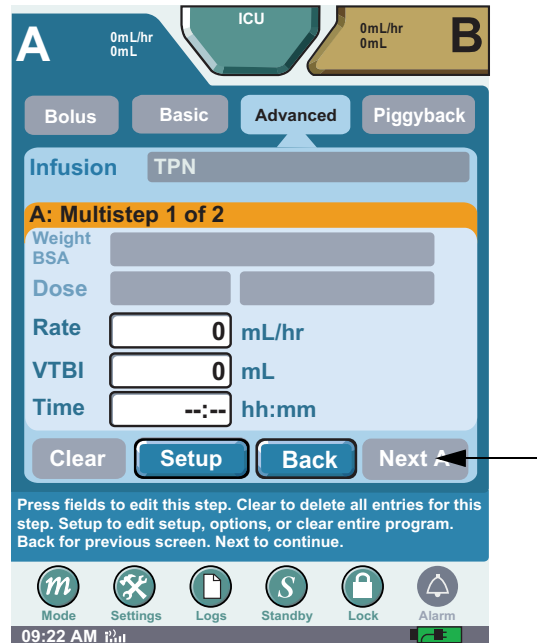 A
0mL/hr
0mL
ICU
0mL/hr
0mL
B
Bolus
Basic
Advanced
Piggyback
Infusion
TPN
A: Multistep 1 of 2
Weight
BSA
Dose
Rate
0
mL/hr
VTBI
0
mL
Time
--:--
hh:mm
Clear
Setup
Back
Next A
Press fields to edit this step. Clear to delete all entries for this
step. Setup to edit setup, options, or clear entire program.
Back for previous screen. Next to continue.
m
S
Mode
Settings
Logs
Standby
Lock
Alarm
09:22 AM